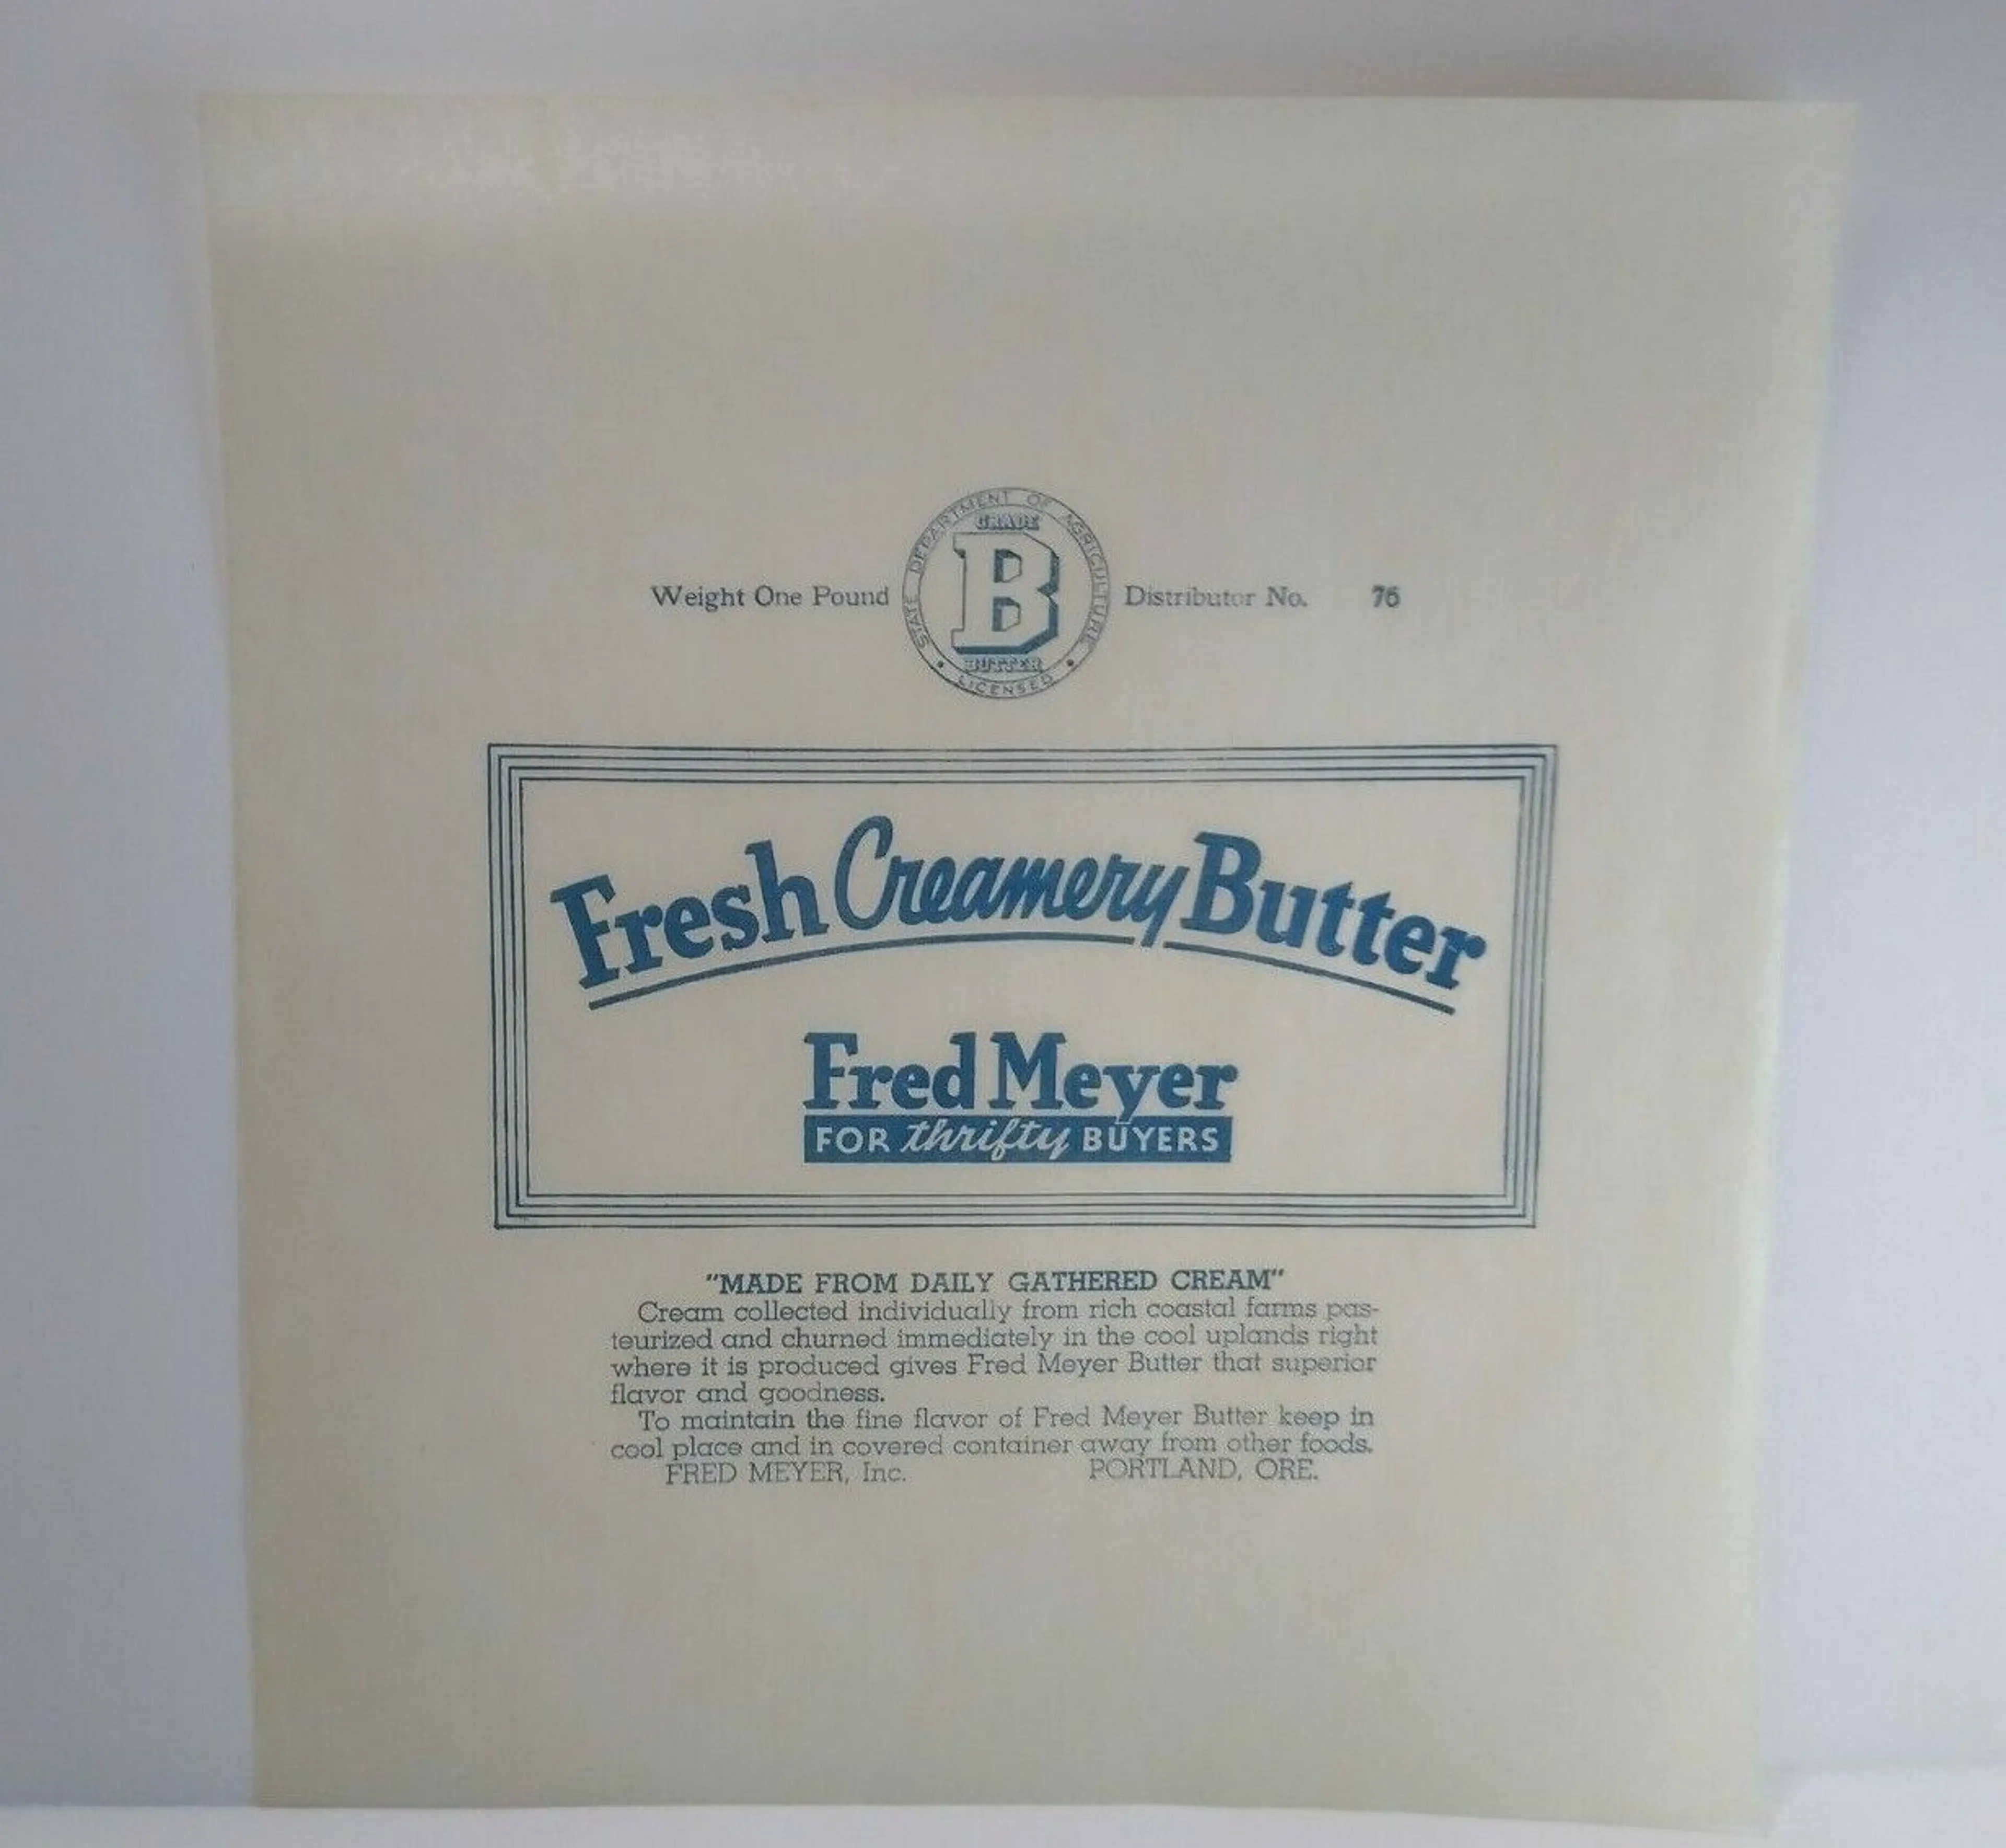 STATE DEPARTMENT OF AGRICULTURE
GRADE
B
BUTTER
LICENSED
Weight One Pound
Distributor No. 76
Fresh Creamery Butter
Fred Meyer
FOR thrifty BUYERS
"MADE FROM DAILY GATHERED CREAM"
Cream collected individually from rich coastal farms pas-
teurized and churned immediately in the cool uplands right
where it is produced gives Fred Meyer Butter that superior
flavor and goodness.
To maintain the fine flavor of Fred Meyer Butter keep in
cool place and in covered container away from other foods.
FRED MEYER, Inc. PORTLAND, ORE.